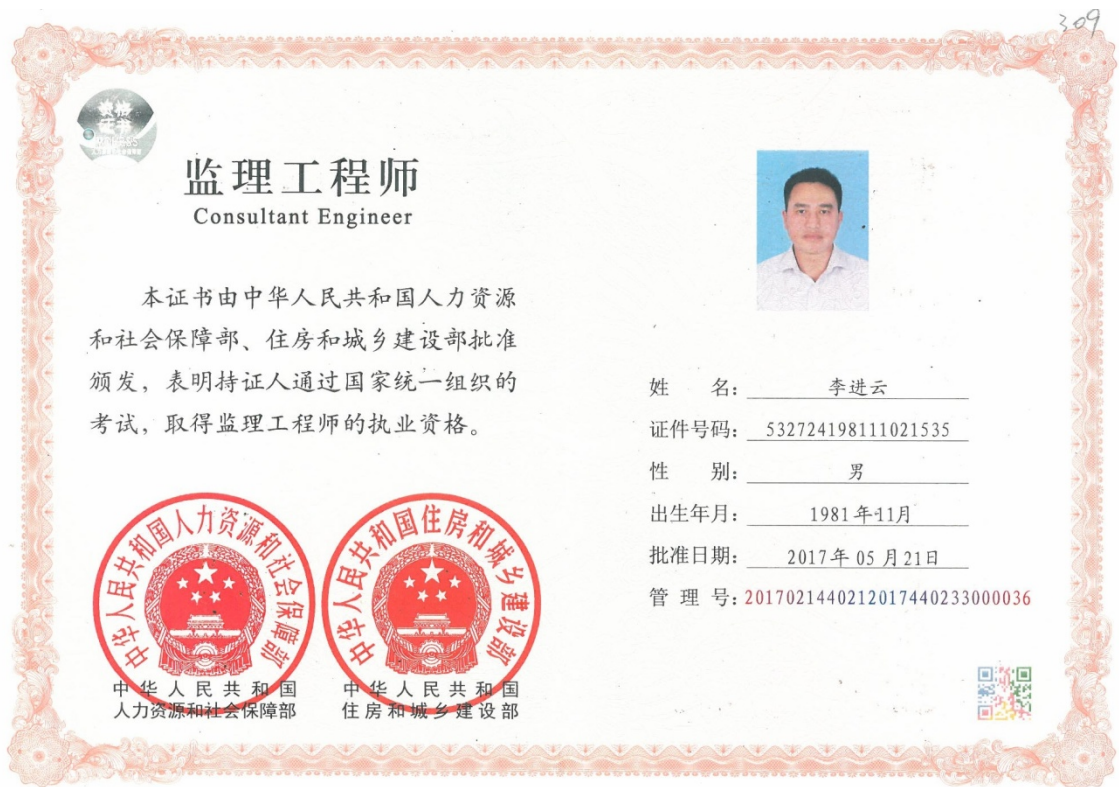 309
资格
证书
监理工程师
Consultant Engineer
本证书由中华人民共和国人力资源
和社会保障部、住房和城乡建设部批准
颁发，表明持证人通过国家统一组织的
考试，取得监理工程师的执业资格。
姓 名： 李进云
证件号码： 532724198111021535
性 别： 男
出生年月： 1981年11月
批准日期： 2017年05月21日
管 理 号：2017021440212017440233000036
中华人民共和国人力资源和社会保障部
中华人民共和国住房和城乡建设部
中华人民共和国
人力资源和社会保障部
中华人民共和国
住房和城乡建设部